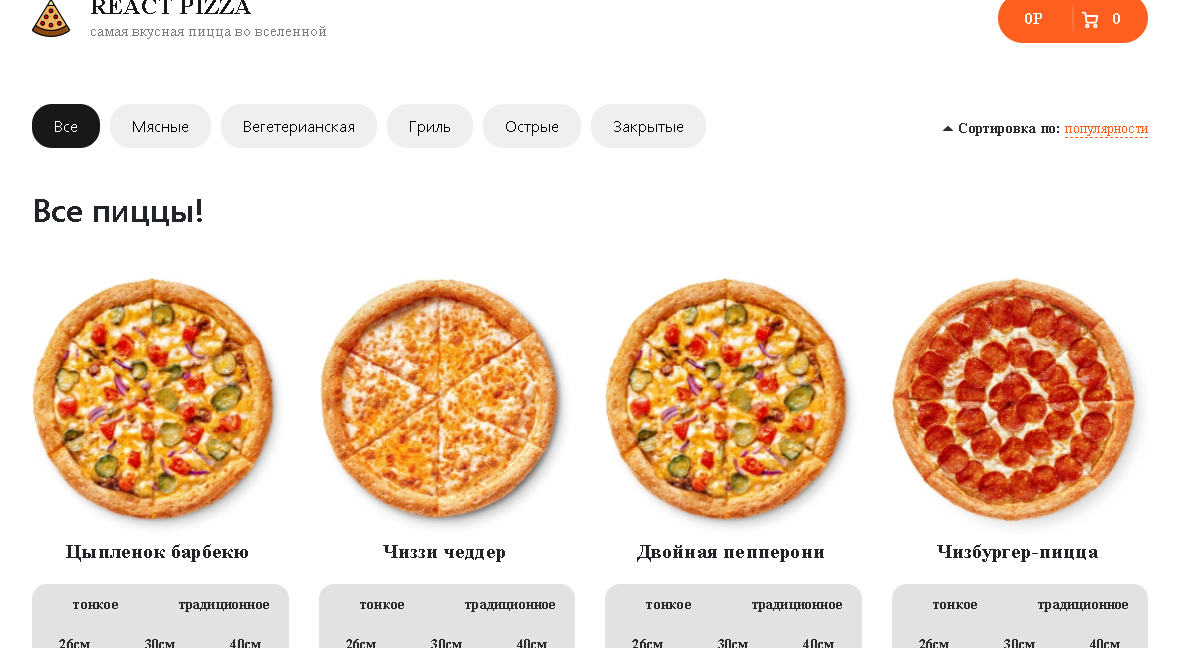 REACT PIZZA
самая вкусная пицца во вселенной
0Р 0
Все Мясные Вегетерианская Гриль Острые Закрытые
Сортировка по: популярности
Все пиццы!
Цыпленок барбекю Чиззи чеддер Двойная пепперони Чизбургер-пицца
тонкое традиционное тонкое традиционное тонкое традиционное тонкое традиционное
26см 30см 40см 26см 30см 40см 26см 30см 40см 26см 30см 40см